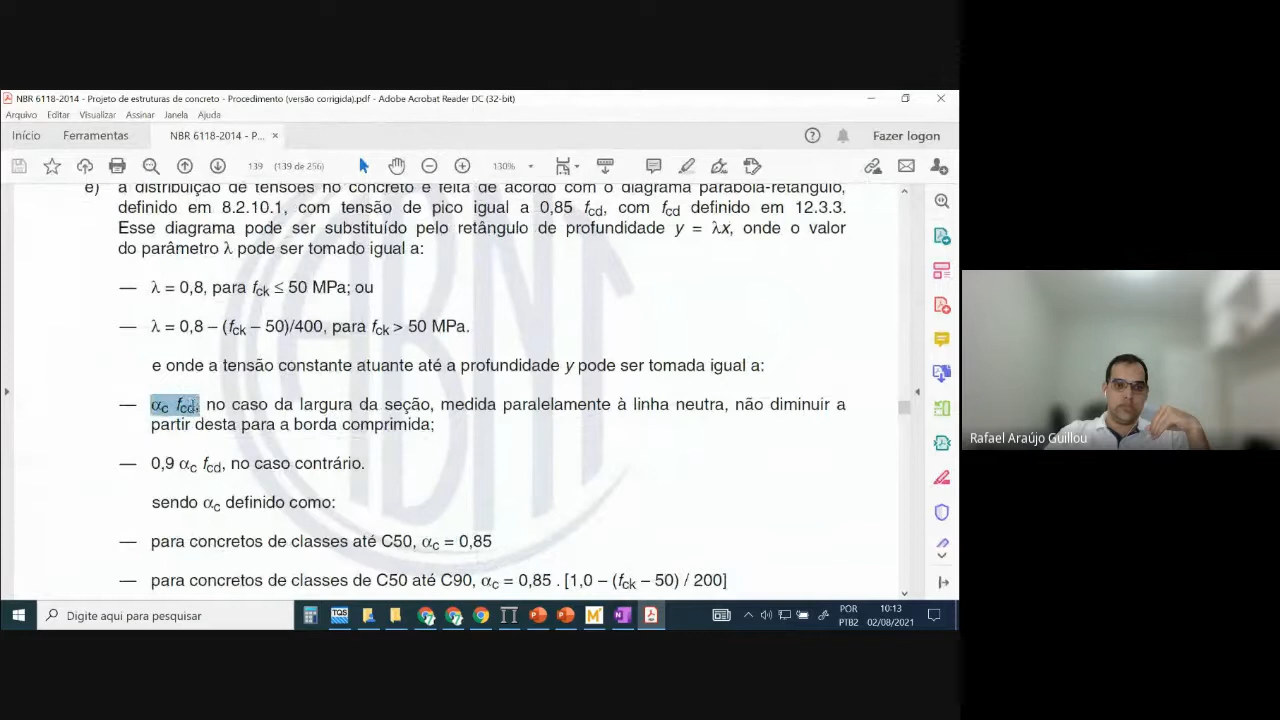 NBR 6118-2014 - Projeto de estruturas de concreto - Procedimento (versão corrigida).pdf - Adobe Acrobat Reader DC (32-bit)
Arquivo Editar Visualizar Assinar Janela Ajuda
Início Ferramentas NBR 6118-2014 - P... × Fazer logon
139 (139 de 256) 130%
e) a distribuição de tensões no concreto é feita de acordo com o diagrama parábola-retângulo,
definido em 8.2.10.1, com tensão de pico igual a 0,85 fcd, com fcd definido em 12.3.3.
Esse diagrama pode ser substituído pelo retângulo de profundidade y = λx, onde o valor
do parâmetro λ pode ser tomado igual a:
— λ = 0,8, para fck ≤ 50 MPa; ou
— λ = 0,8 – (fck – 50)/400, para fck > 50 MPa.
e onde a tensão constante atuante até a profundidade y pode ser tomada igual a:
— αc fcd, no caso da largura da seção, medida paralelamente à linha neutra, não diminuir a
partir desta para a borda comprimida;
— 0,9 αc fcd, no caso contrário.
sendo αc definido como:
— para concretos de classes até C50, αc = 0,85
— para concretos de classes de C50 até C90, αc = 0,85 . [1,0 – (fck – 50) / 200]
ABNT
Rafael Araújo Guillou
Digite aqui para pesquisar
TQS
POR
PTB2
10:13
02/08/2021